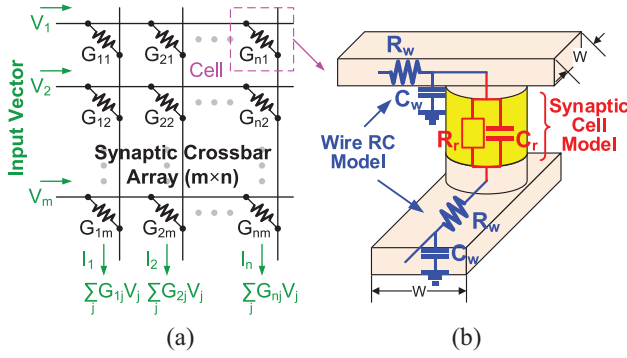 V1
G11
G21
Gn1
Cell
V2
G12
G22
Gn2
Input Vector
Synaptic Crossbar
Array (m×n)
Vm
G1m
G2m
Gnm
I1
I2
In
∑j G1jVj
∑j G2jVj
∑j GnjVj
(a)
Rw
W
Cw
Wire RC
Model
Rr
Cr
Synaptic
Cell
Model
Rw
Cw
W
(b)